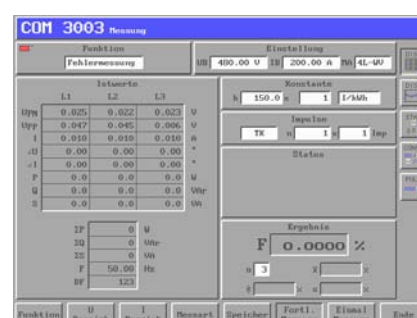 COM 3003 Messung
Funktion
Fehlermessung
Einstellung
UB 480.00 V IB 200.00 A MA 4L-WV
Istwerte
L1 L2 L3
Upn 0.025 0.022 0.023 V
Upp 0.047 0.045 0.006 V
I 0.010 0.010 0.010 A
0.00 0.00 0.00 °
0.00 0.00 0.00 °
P 0.0 0.0 0.0 W
Q 0.0 0.0 0.0 VAr
S 0.0 0.0 0.0 VA
ΣP 0 W
ΣQ 0 VAr
ΣS 0 VA
F 50.00 Hz
DF 123
Konstante
k 150.0 1 I/kWh
Impulse
TK n 1 1 Imp
Status
Ergebnis
F 0.0000 %
n 3 X %
% %
Funktion U I Messart Speicher Fortl. Einmal Ende